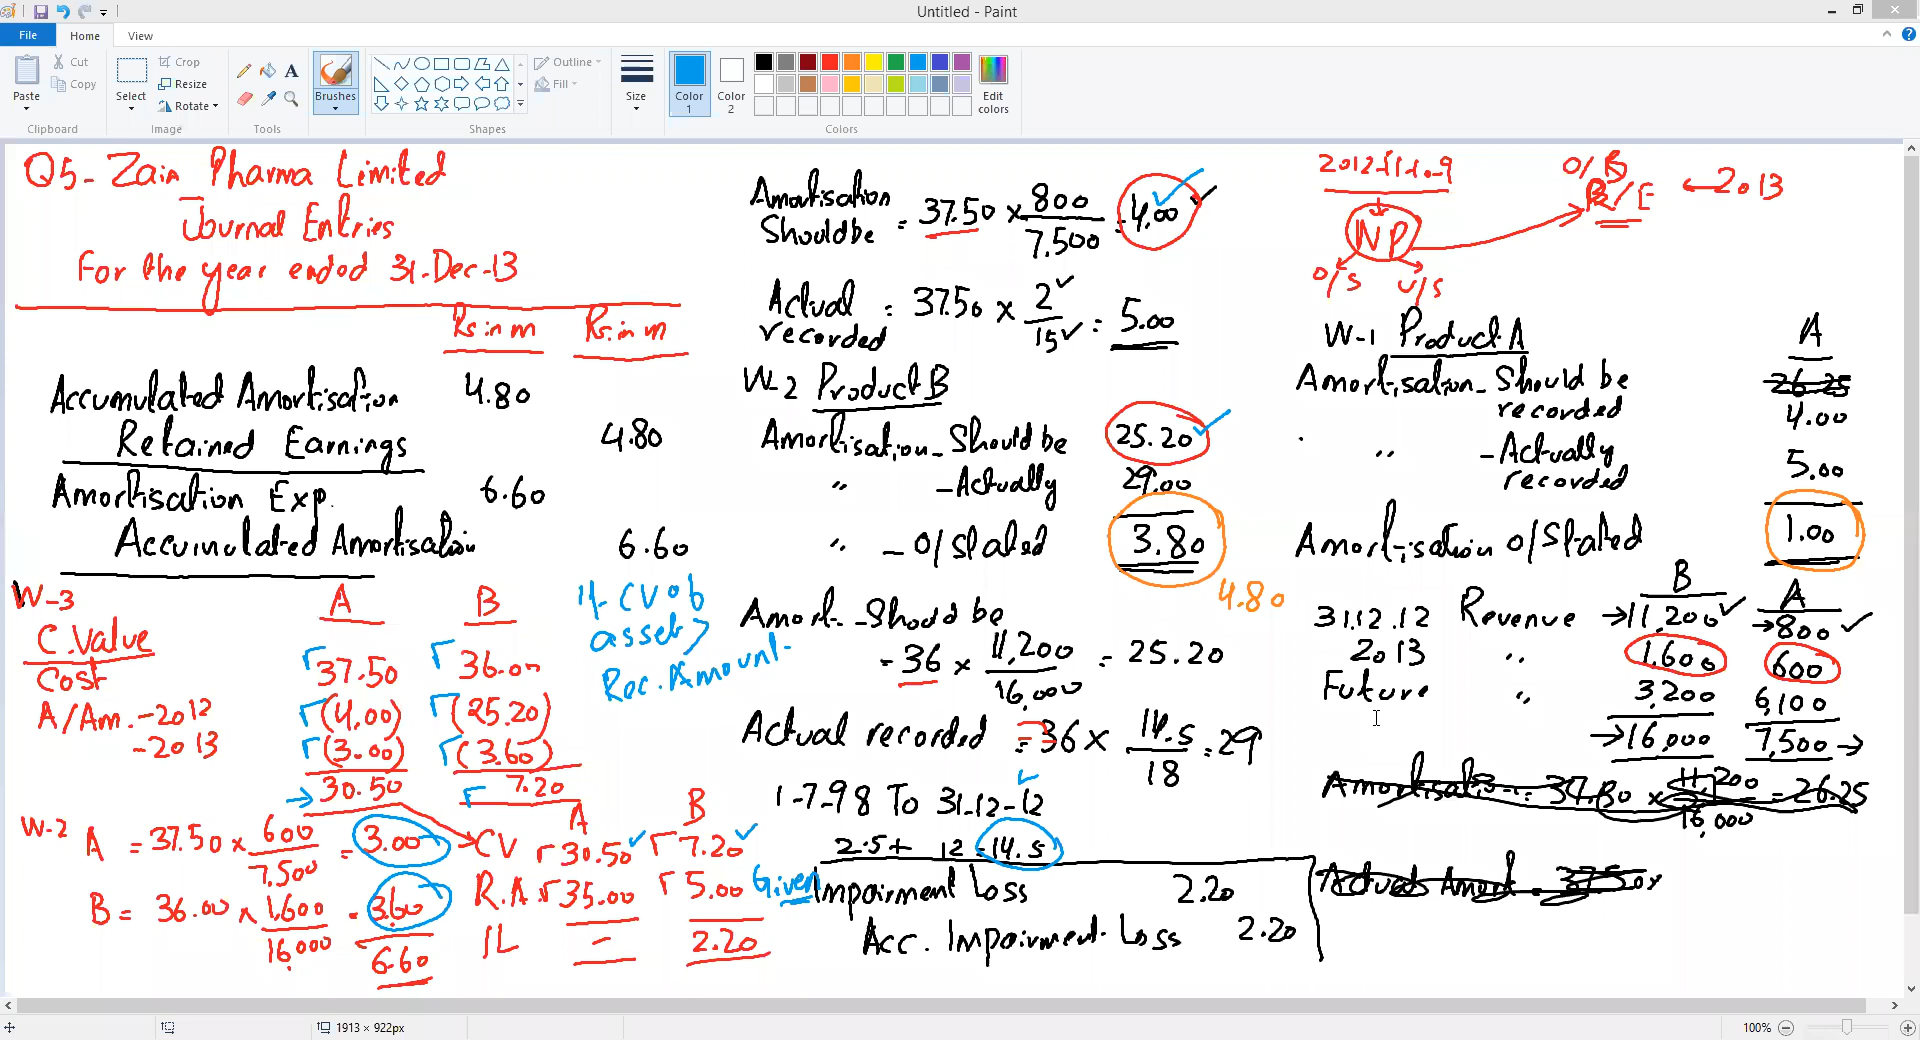 Untitled - Paint
File Home View
Cut
Copy
Paste
Clipboard
Select
Crop
Resize
Rotate
Image
A
Tools
Brushes
Outline
Fill
Shapes
Size
Color 1
Color 2
Edit colors
Colors
Q5- Zain Pharma Limited
Journal Entries
For the year ended 31-Dec-13
Rs in m Rs. in m
Accumulated Amortisation 4.80
Retained Earnings 4.80
Amortisation Exp. 6.60
Accumulated Amortisation 6.60
W-3 A B
C. Value
Cost 37.50 36.00
A/Am. -2012 (4.00) (25.20)
-2013 (3.00) (3.60)
30.50 7.20
If CV of
asset >
Rec. Amount-
W-2 A = 37.50 × 600 / 7,500 = 3.00
B = 36.00 × 1,600 / 16,000 = 3.60
6.60
A B
CV 30.50 7.20
R.A. 35.00 5.00 Given
IL - 2.20
Amortisation
Should be = 37.50 × 800 / 7,500 = 4.00
Actual
recorded = 37.50 × 2 / 15 = 5.00
W-2 Product B
Amortisation - Should be 25.20
" - Actually 29.00
" - O/Stated 3.80
4.80
Amort. - Should be
= 36 × 11,200 / 16,000 = 25.20
Actual recorded = 36 × 14.5 / 18 = 29
1-7-98 To 31-12-12
2.5 + 12 = 14.5
Impairment Loss 2.20
Acc. Impairment Loss 2.20
O/B
R/E ← 2013
NP
O/S U/S
W-1 Product A A
Amortisation - Should be
recorded
26.25
4.00
" - Actually
recorded 5.00
Amortisation O/Stated 1.00
B A
31.12.12 Revenue → 11,200 → 800
2013 " 1,600 600
Future " 3,200 6,100
→ 16,000 7,500 →
11,200
16,000 = 26.25
Actual Amort = 37.50 ×
1913 × 922px
100%